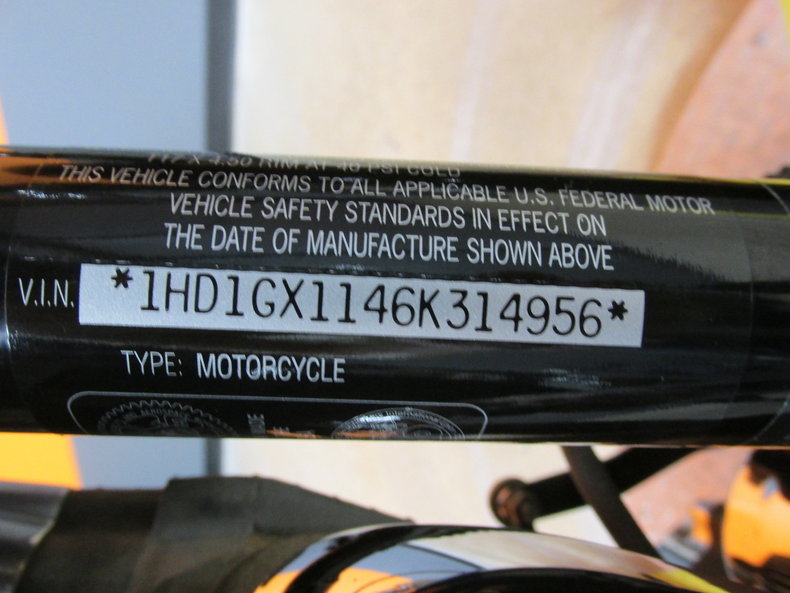 THIS VEHICLE CONFORMS TO ALL APPLICABLE U.S. FEDERAL MOTOR
VEHICLE SAFETY STANDARDS IN EFFECT ON
THE DATE OF MANUFACTURE SHOWN ABOVE
V.I.N. *1HD1GX1146K314956*
TYPE: MOTORCYCLE